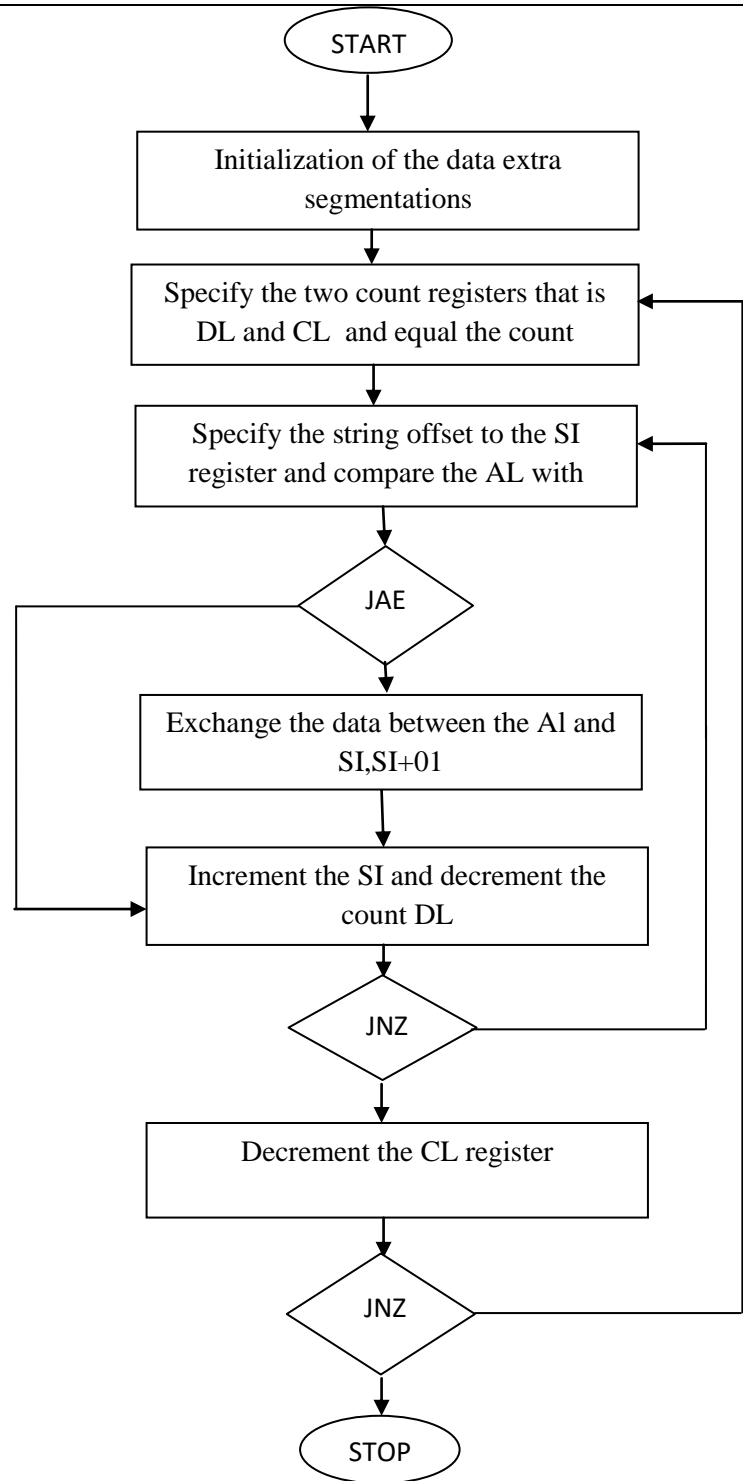 START
Initialization of the data extra
segmentations
Specify the two count registers that is
DL and CL and equal the count
Specify the string offset to the SI
register and compare the AL with
JAE
Exchange the data between the Al and
SI,SI+01
Increment the SI and decrement the
count DL
JNZ
Decrement the CL register
JNZ
STOP